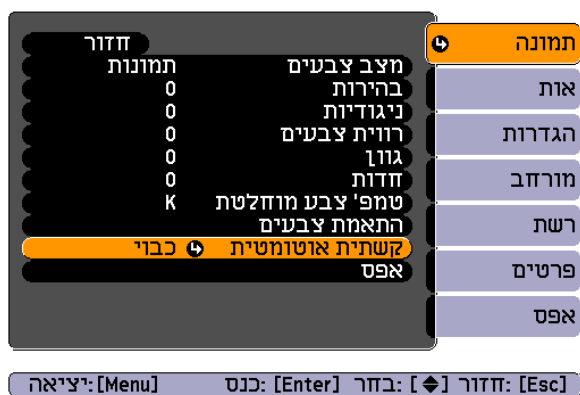 חזור
מצב צבעים תמונות
בהירות 0
ניגודיות 0
רווית צבעים 0
גוון 0
חדות 0
טמפ' צבע מוחלטת K
התאמת צבעים
קשתית אוטומטית כבוי
אפס
תמונה
אות
הגדרות
מורחב
רשת
פרטים
אפס
[Esc] :חזור [ ] :בחר [Enter] :כנס [Menu]:יציאה